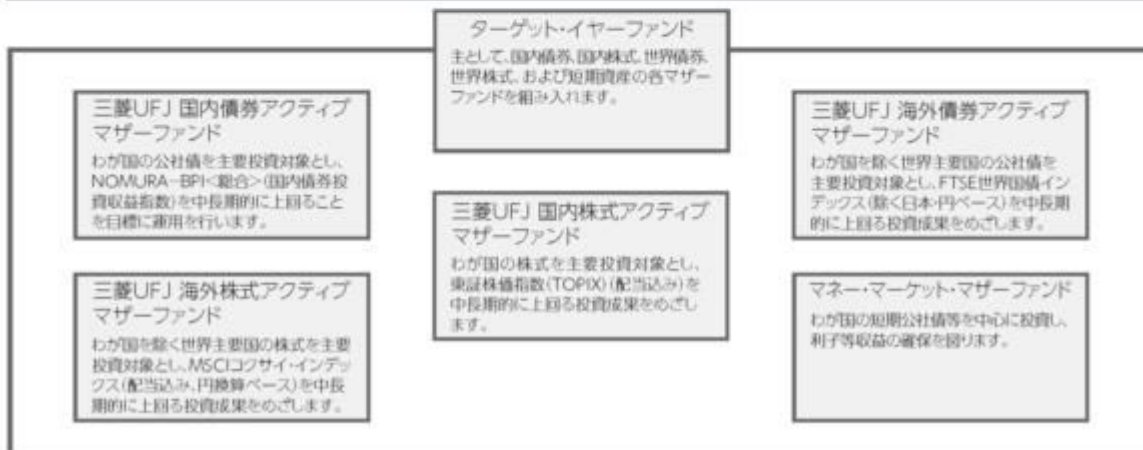 ターゲット・イヤーファンド
主として、国内債券、国内株式、世界債券、
世界株式、および短期資産の各マザー
ファンドを組み入れます。
三菱UFJ 国内債券アクティブ
マザーファンド
わが国の公社債を主要投資対象とし、
NOMURA-BPI<総合>(国内債券投
資収益指数)を中長期的に上回ること
を目標に運用を行います。
三菱UFJ 海外株式アクティブ
マザーファンド
わが国を除く世界主要国の株式を主要
投資対象とし、MSCIコクサイ・インデッ
クス(配当込み、円換算ベース)を中長
期的に上回る投資成果をめざします。
三菱UFJ 国内株式アクティブ
マザーファンド
わが国の株式を主要投資対象とし、
東証株価指数(TOPIX)(配当込み)を
中長期的に上回る投資成果をめざし
ます。
三菱UFJ 海外債券アクティブ
マザーファンド
わが国を除く世界主要国の公社債を
主要投資対象とし、FTSE世界国債イン
デックス(除く日本・円ベース)を中長期
的に上回る投資成果をめざします。
マネー・マーケット・マザーファンド
わが国の短期公社債等を中心に投資し、
利子等収益の確保を図ります。